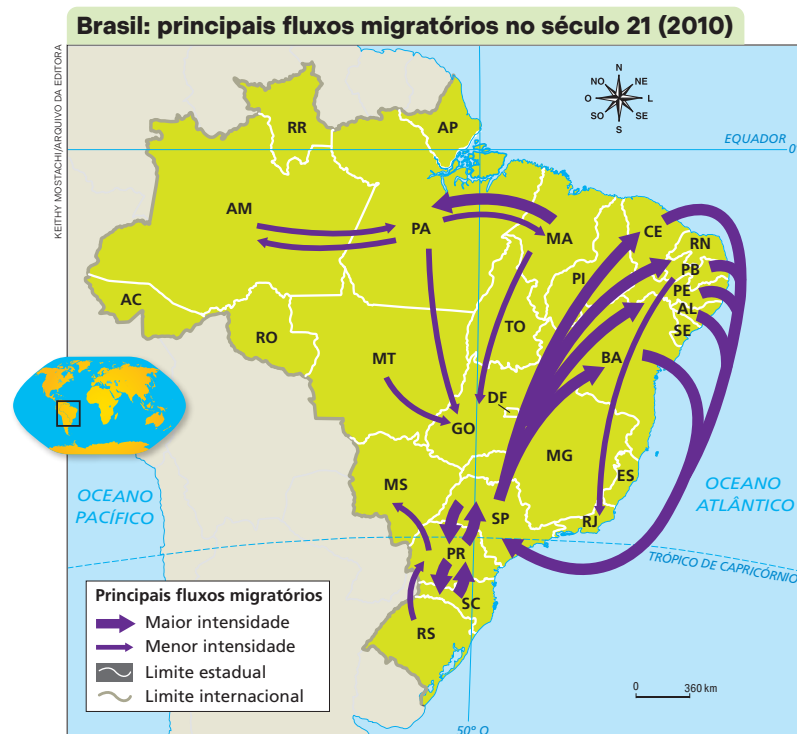 Brasil: principais fluxos migratórios no século 21 (2010)
KEITHY MOSTACHI/ARQUIVO DA EDITORA
N
NO NE
O L
SO SE
S
EQUADOR 0°
RR
AP
AM
PA
MA
CE
RN
PB
PE
AL
SE
PI
AC
RO
TO
MT
BA
DF
GO
MG
ES
MS
SP
RJ
PR
SC
RS
OCEANO
PACÍFICO
OCEANO
ATLÂNTICO
TRÓPICO DE CAPRICÓRNIO
Principais fluxos migratórios
Maior intensidade
Menor intensidade
Limite estadual
Limite internacional
0 360 km
50° O